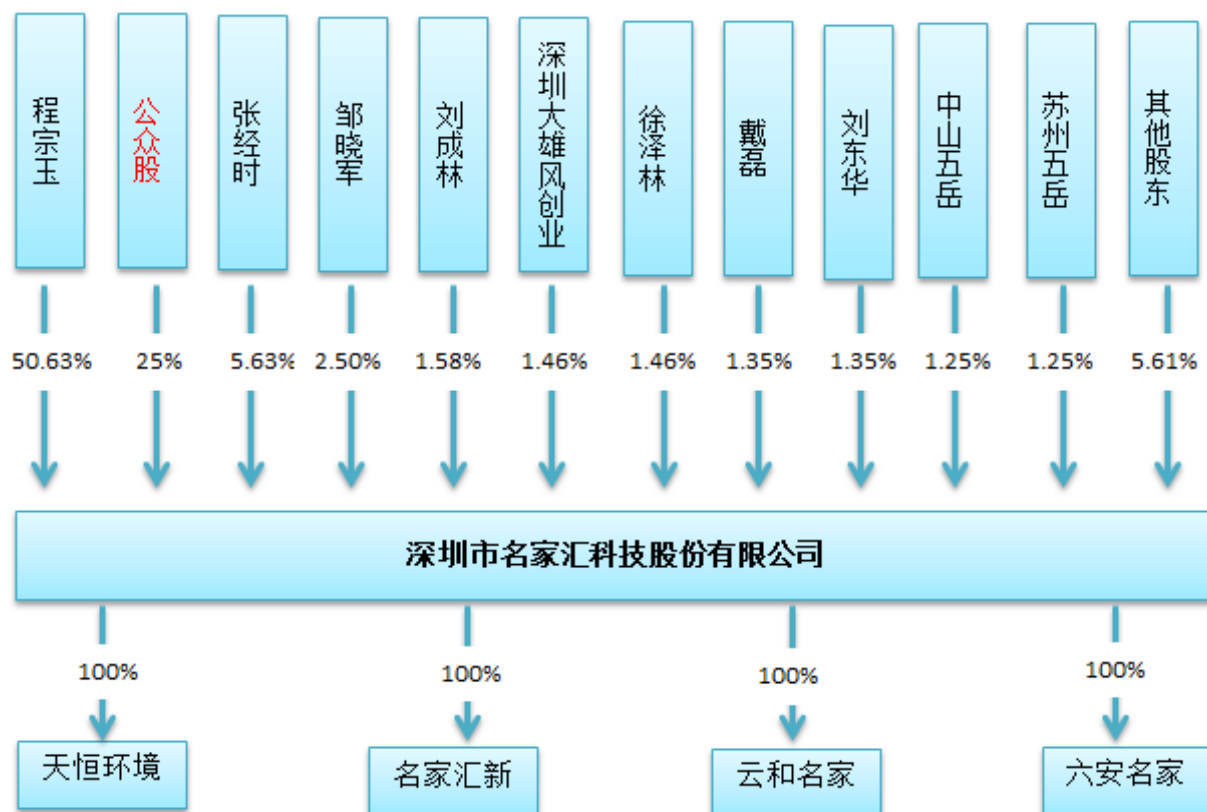 程宗玉
公众股
张经时
邹晓军
刘成林
深圳大雄风创业
徐泽林
戴磊
刘东华
中山五岳
苏州五岳
其他股东
50.63%
25%
5.63%
2.50%
1.58%
1.46%
1.46%
1.35%
1.35%
1.25%
1.25%
5.61%
深圳市名家汇科技股份有限公司
100%
100%
100%
100%
天恒环境
名家汇新
云和名家
六安名家